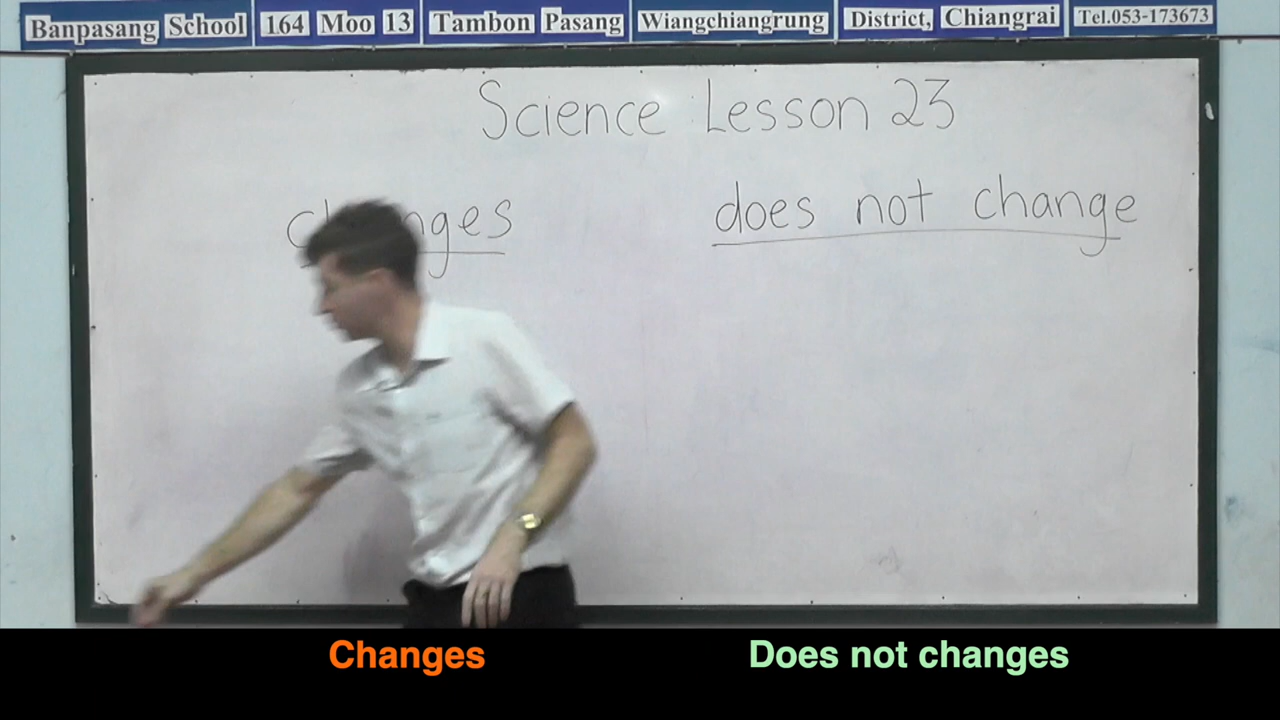 Banpasang School 164 Moo 13 Tambon Pasang Wiangchiangrung District, Chiangrai Tel.053-173673
Science Lesson 23
changes does not change
Changes Does not changes